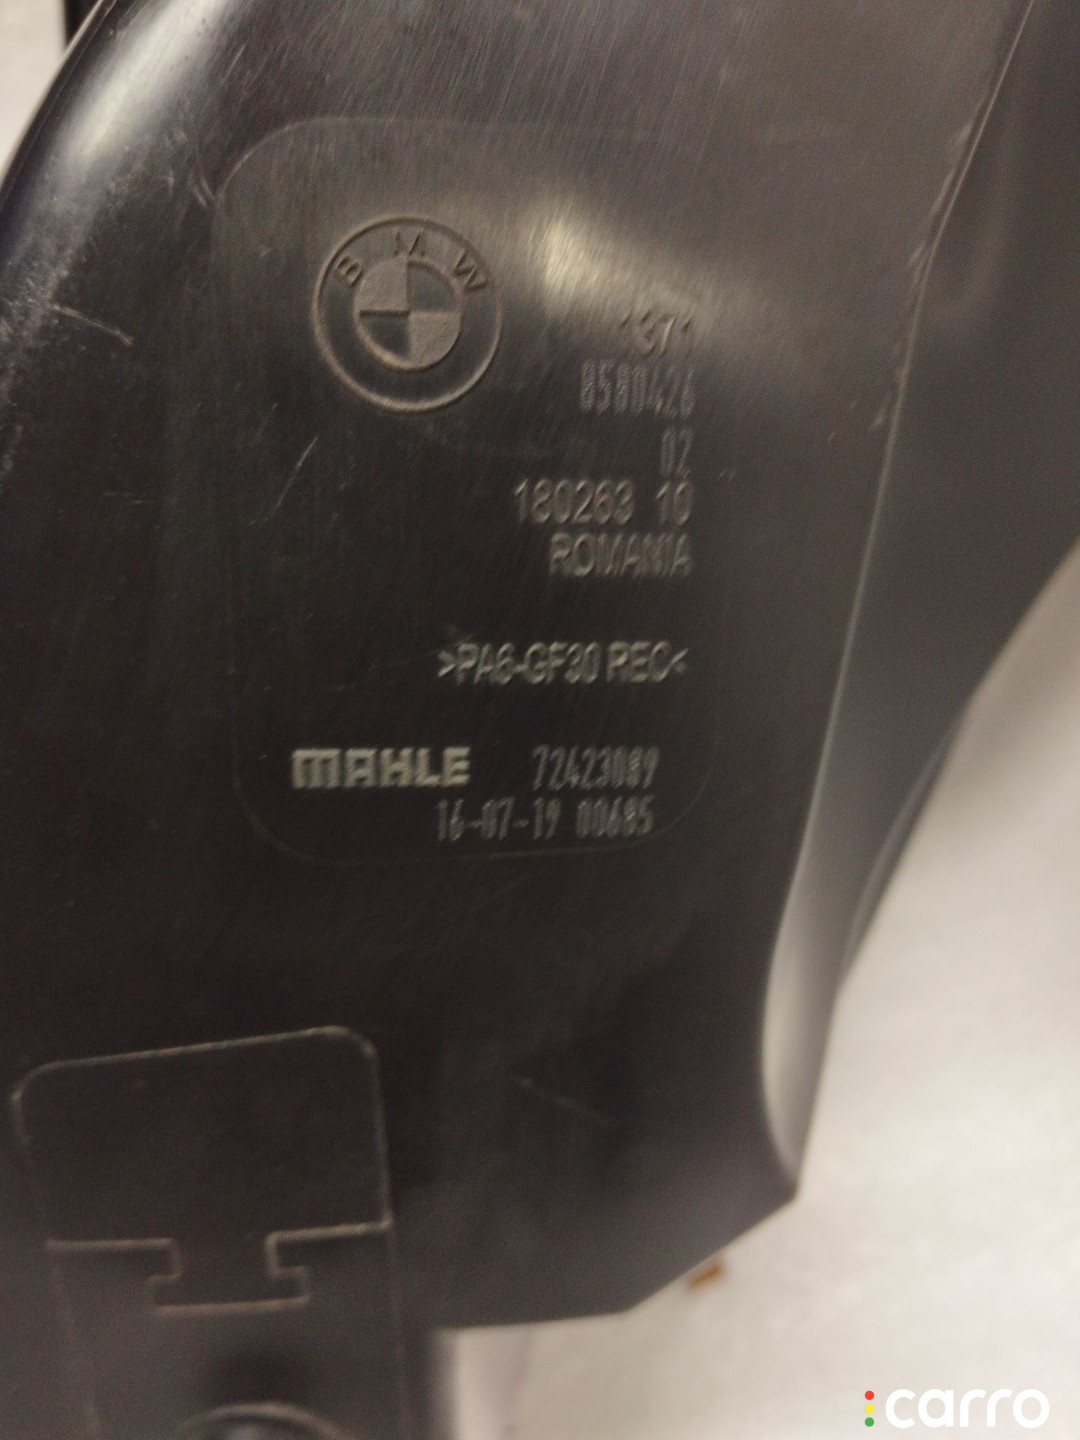 BMW
1371
8580426
02
180263 10
ROMANIA
>PA6-GF30 REC<
MAHLE 72423089
16-07-19 00685
carro